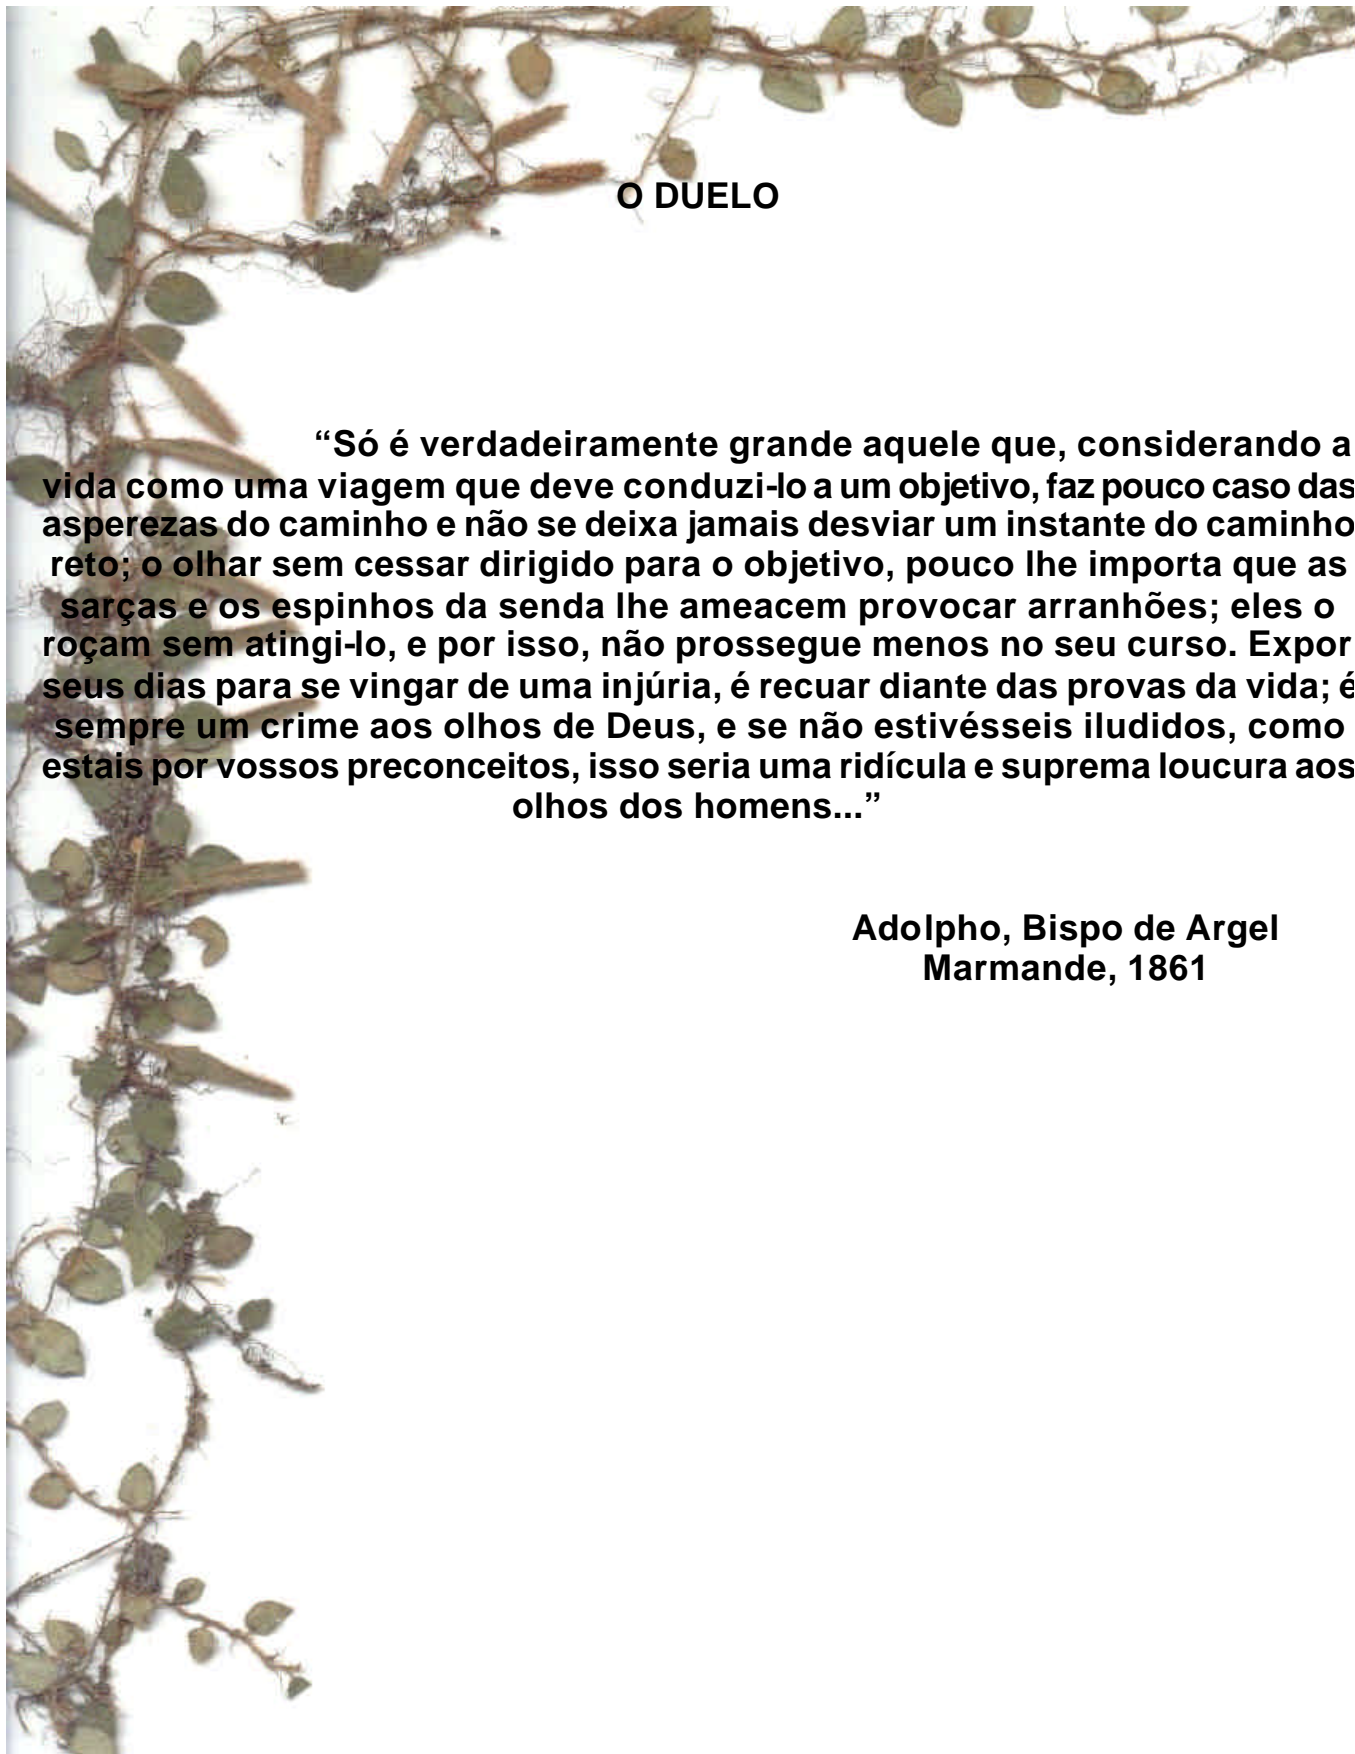 O DUELO
“Só é verdadeiramente grande aquele que, considerando a
vida como uma viagem que deve conduzi-lo a um objetivo, faz pouco caso das
asperezas do caminho e não se deixa jamais desviar um instante do caminho
reto; o olhar sem cessar dirigido para o objetivo, pouco lhe importa que as
sarças e os espinhos da senda lhe ameacem provocar arranhões; eles o
roçam sem atingi-lo, e por isso, não prossegue menos no seu curso. Expor
seus dias para se vingar de uma injúria, é recuar diante das provas da vida; é
sempre um crime aos olhos de Deus, e se não estivésseis iludidos, como
estais por vossos preconceitos, isso seria uma ridícula e suprema loucura aos
olhos dos homens...”
Adolpho, Bispo de Argel
Marmande, 1861